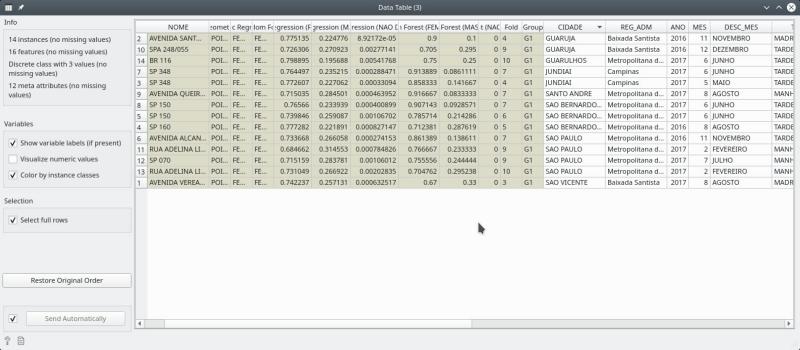 Data Table (3)
Info
14 instances (no missing values)
16 features (no missing values)
Discrete class with 3 values (no missing values)
12 meta attributes (no missing values)
Variables
Show variable labels (if present)
Visualize numeric values
Color by instance classes
Selection
Select full rows
Restore Original Order
Send Automatically
NOME omet c Regr lom Fo gression (F gression (M ression (NAO D n Forest (FEM Forest (MAS t (NAO Fold Group CIDADE REG_ADM ANO MES DESC_MES
2 AVENIDA SANT... POI... FE... FE... 0.775135 0.224776 8.92172e-05 0.9 0.1 0 4 G1 GUARUJA Baixada Santista 2016 11 NOVEMBRO MADR
10 SPA 248/055 POI... FE... FE... 0.726306 0.270923 0.00277141 0.705 0.295 0 9 G1 GUARUJA Baixada Santista 2016 12 DEZEMBRO TARDE
14 BR 116 POI... FE... FE... 0.798895 0.195688 0.00541768 0.75 0.25 0 10 G1 GUARULHOS Metropolitana d... 2017 6 JUNHO TARDE
7 SP 348 POI... FE... FE... 0.764497 0.235215 0.000288471 0.913889 0.0861111 0 7 G1 JUNDIAI Campinas 2017 6 JUNHO TARDE
3 SP 348 POI... FE... FE... 0.772607 0.227299 0.000094 0.858333 0.141667 0 4 G1 JUNDIAI Campinas 2017 5 MAIO TARDE
9 AVENIDA QUEIR... POI... FE... FE... 0.715035 0.284501 0.000463952 0.916667 0.0833333 0 7 G1 SANTO ANDRE Metropolitana d... 2017 8 AGOSTO MANH
8 SP 150 POI... FE... FE... 0.76566 0.233939 0.000400899 0.907143 0.0928571 0 7 G1 SAO BERNARDO... Metropolitana d... 2017 6 JUNHO TARDE
5 SP 150 POI... FE... FE... 0.739846 0.259087 0.00106702 0.785714 0.214286 0 6 G1 SAO BERNARDO... Metropolitana d... 2017 6 JUNHO TARDE
4 SP 160 POI... FE... FE... 0.777282 0.221891 0.000827147 0.712381 0.287619 0 5 G1 SAO BERNARDO... Metropolitana d... 2016 8 AGOSTO TARDE
6 AVENIDA ALCAN... POI... FE... FE... 0.733668 0.266058 0.000274153 0.861389 0.138611 0 7 G1 SAO PAULO Metropolitana d... 2016 11 NOVEMBRO TARDE
11 RUA ADELINA LI... POI... FE... FE... 0.684662 0.314553 0.000784826 0.766667 0.233333 0 9 G1 SAO PAULO Metropolitana d... 2017 2 FEVEREIRO MANH
12 SP 070 POI... FE... FE... 0.715159 0.283781 0.00106012 0.755556 0.244444 0 9 G1 SAO PAULO Metropolitana d... 2017 7 JULHO MANH
13 RUA ADELINA LI... POI... FE... FE... 0.731049 0.266922 0.00202835 0.704762 0.295238 0 10 G1 SAO PAULO Metropolitana d... 2017 2 FEVEREIRO TARDE
1 AVENIDA VEREA... POI... FE... FE... 0.742237 0.257131 0.000632517 0.67 0.33 0 3 G1 SAO VICENTE Baixada Santista 2017 8 AGOSTO MADR